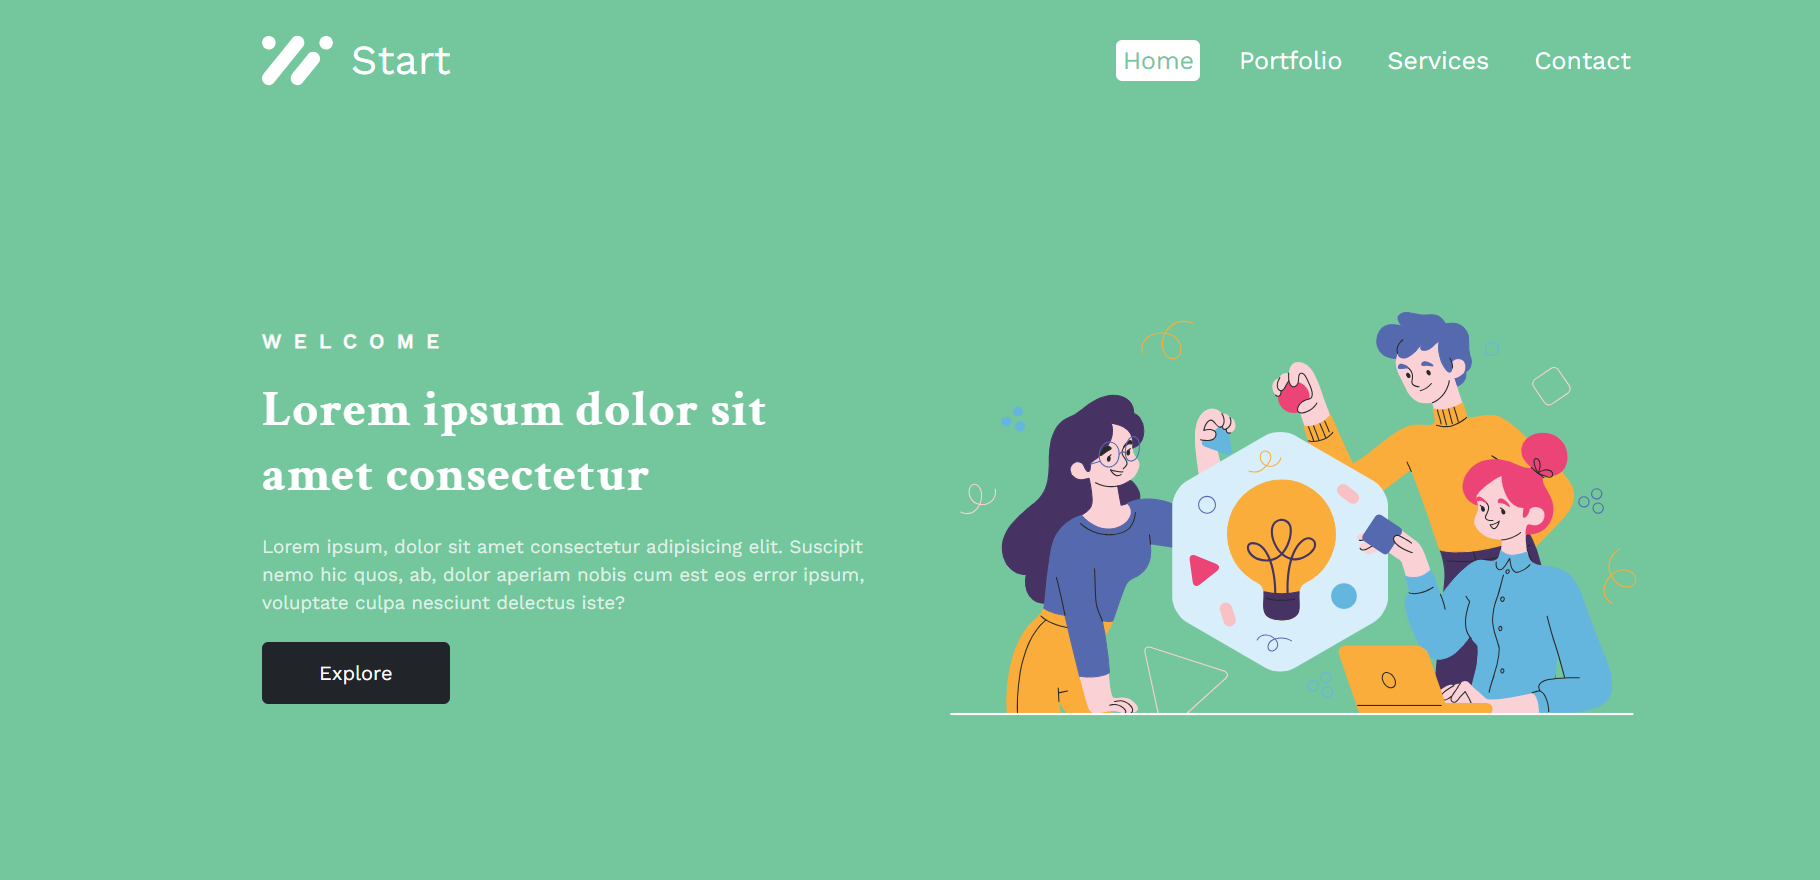 Start
Home Portfolio Services Contact
WELCOME
Lorem ipsum dolor sit
amet consectetur
Lorem ipsum, dolor sit amet consectetur adipisicing elit. Suscipit
nemo hic quos, ab, dolor aperiam nobis cum est eos error ipsum,
voluptate culpa nesciunt delectus iste?
Explore